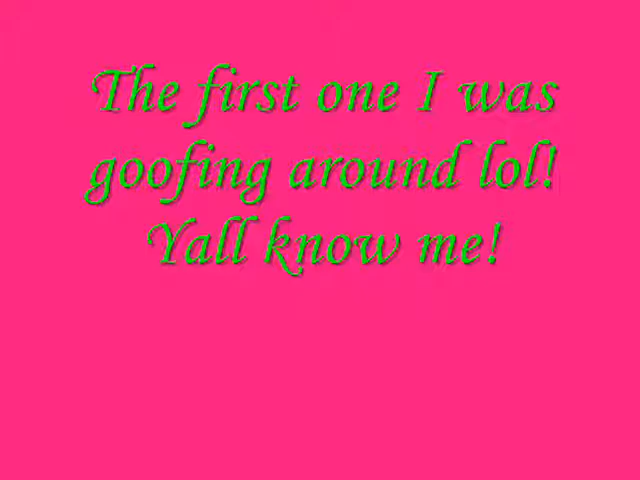 The first one I was
goofing around lol!
Yall know me!